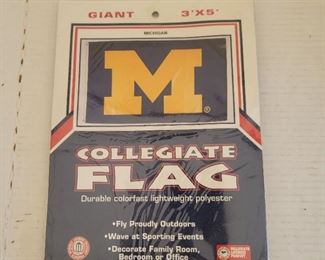 GIANT 3'X5'
MICHIGAN
M®
COLLEGIATE
FLAG
Durable colorfast lightweight polyester
•Fly Proudly Outdoors
•Wave at Sporting Events
•Decorate Family Room,
Bedroom or Office